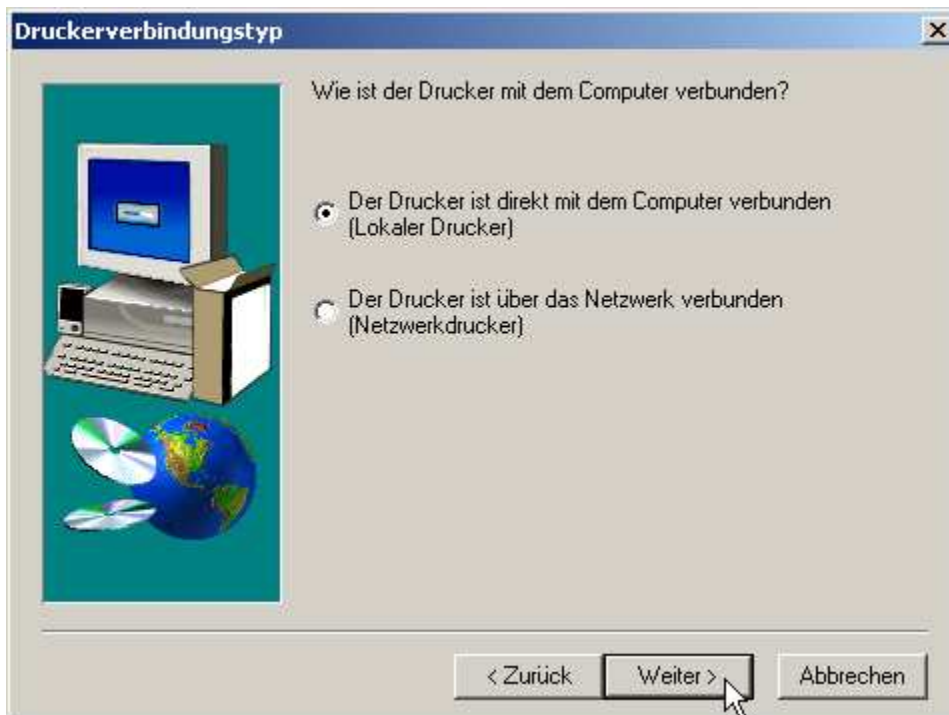 Druckerverbindungstyp
Wie ist der Drucker mit dem Computer verbunden?
Der Drucker ist direkt mit dem Computer verbunden
(Lokaler Drucker)
Der Drucker ist über das Netzwerk verbunden
(Netzwerkdrucker)
< Zurück
Weiter >
Abbrechen